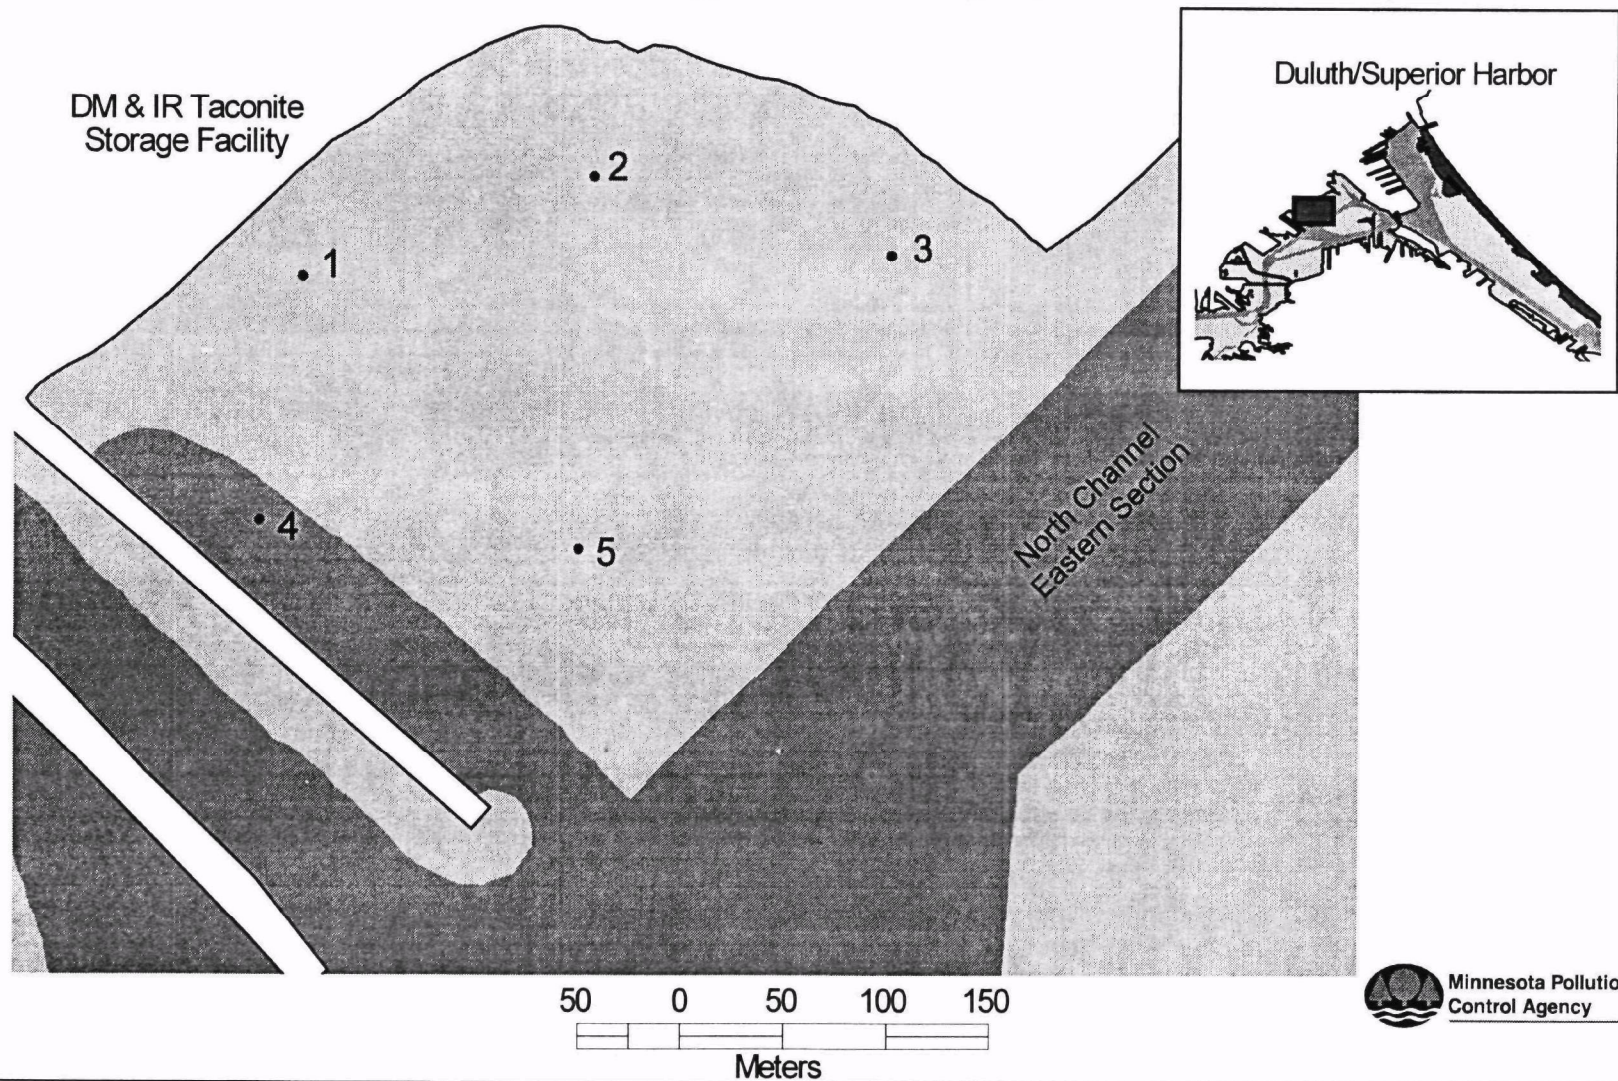 Duluth/Superior Harbor
DM & IR Taconite
Storage Facility
2
1
3
North Channel
Eastern Section
4
5
50 0 50 100 150
Meters
Minnesota Pollutio
Control Agency